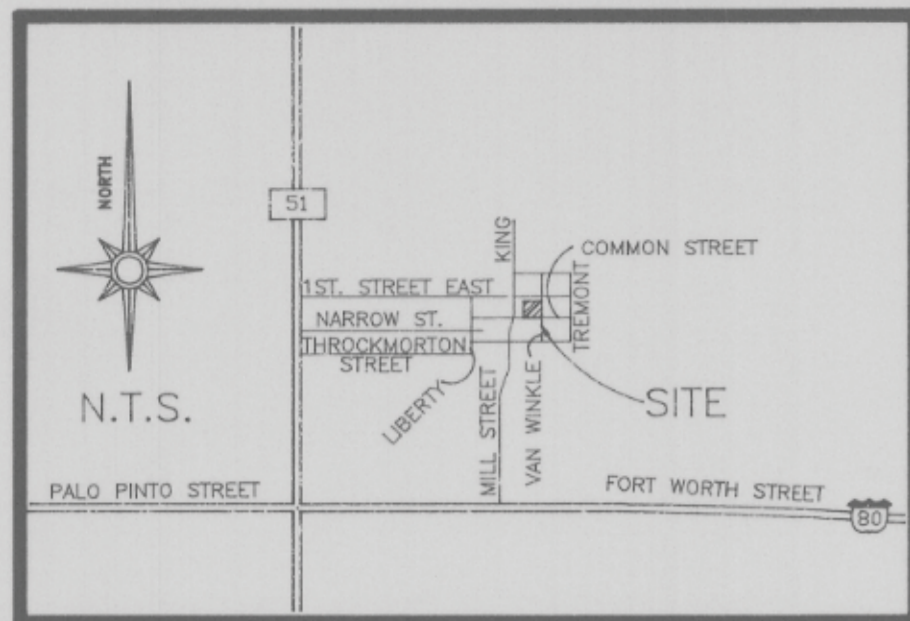 NORTH
51
KING
COMMON STREET
1ST. STREET EAST
TREMONT
NARROW ST.
THROCKMORTON
STREET
LIBERTY
MILL STREET
VAN WINKLE
SITE
N.T.S.
PALO PINTO STREET
FORT WORTH STREET
80